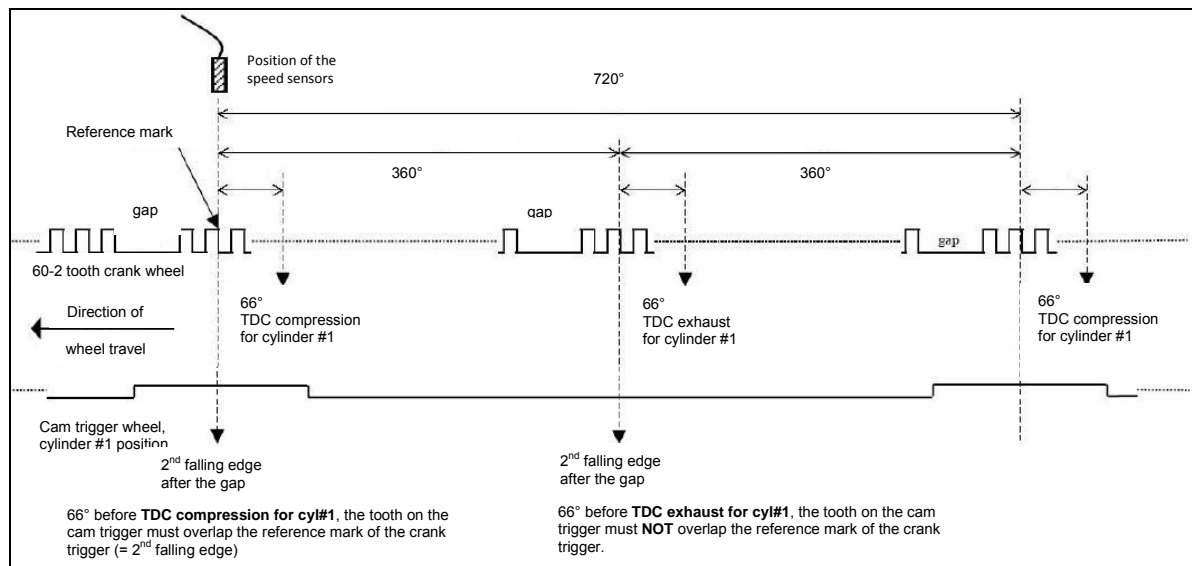 Position of the
speed sensors
720°
Reference mark
360°
360°
gap
gap
gap
60-2 tooth crank wheel
66°
TDC compression
for cylinder #1
66°
TDC exhaust
for cylinder #1
66°
TDC compression
for cylinder #1
Direction of
wheel travel
Cam trigger wheel,
cylinder #1 position
2nd falling edge
after the gap
2nd falling edge
after the gap
66° before TDC compression for cyl#1, the tooth on the
cam trigger must overlap the reference mark of the crank
trigger (= 2nd falling edge)
66° before TDC exhaust for cyl#1, the tooth on the cam
trigger must NOT overlap the reference mark of the crank
trigger.